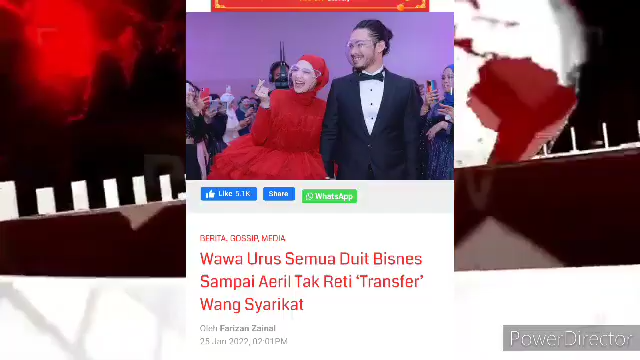 Like 5.1K
Share
WhatsApp
BERITA, GOSSIP, MEDIA
Wawa Urus Semua Duit Bisnes
Sampai Aeril Tak Reti ‘Transfer’
Wang Syarikat
Oleh Farizan Zainal
25 Jan 2022, 02:01PM
PowerDirector